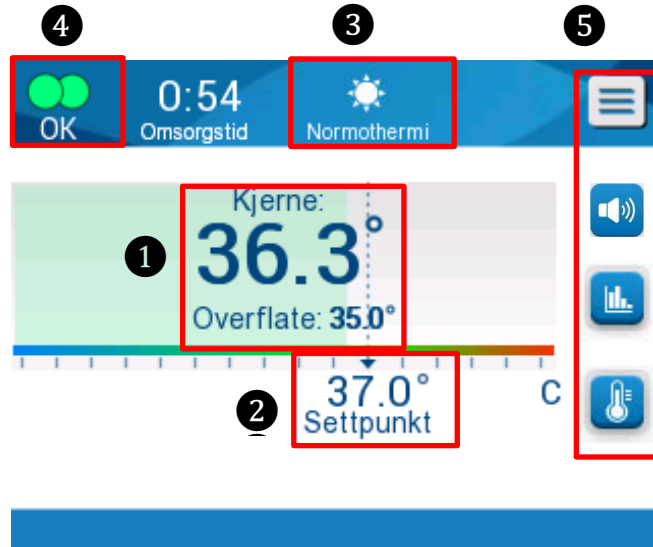 4
3
5
0:54
OK
Omsorgstid
Normothermi
Kjerne:
1
36.3°
Overflate: 35.0°
37.0°
C
2
Settpunkt